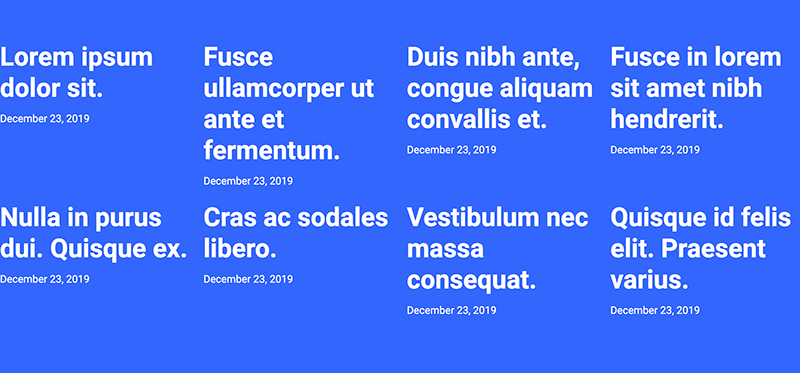 Lorem ipsum
dolor sit.
December 23, 2019
Fusce
ullamcorper ut
ante et
fermentum.
December 23, 2019
Duis nibh ante,
congue aliquam
convallis et.
December 23, 2019
Fusce in lorem
sit amet nibh
hendrerit.
December 23, 2019
Nulla in purus
dui. Quisque ex.
December 23, 2019
Cras ac sodales
libero.
December 23, 2019
Vestibulum nec
massa
consequat.
December 23, 2019
Quisque id felis
elit. Praesent
varius.
December 23, 2019